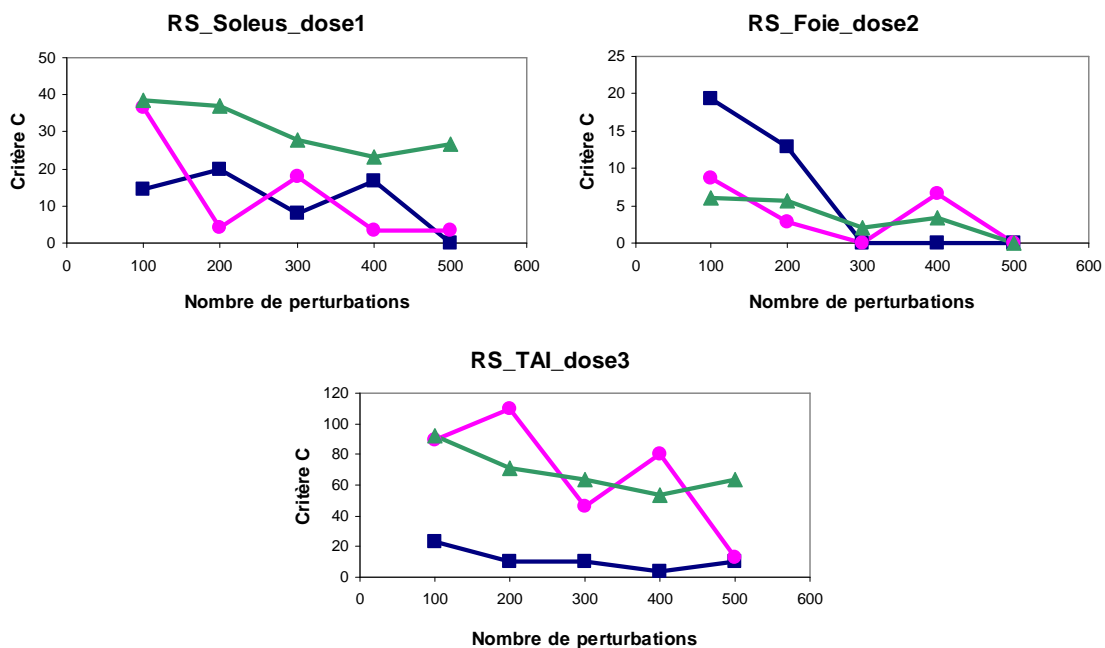 RS_Soleus_dose1
50
40
30
20
10
0
Critère C
0 100 200 300 400 500 600
Nombre de perturbations
RS_Foie_dose2
25
20
15
10
5
0
Critère C
0 100 200 300 400 500 600
Nombre de perturbations
RS_TAI_dose3
120
100
80
60
40
20
0
Critère C
0 100 200 300 400 500 600
Nombre de perturbations